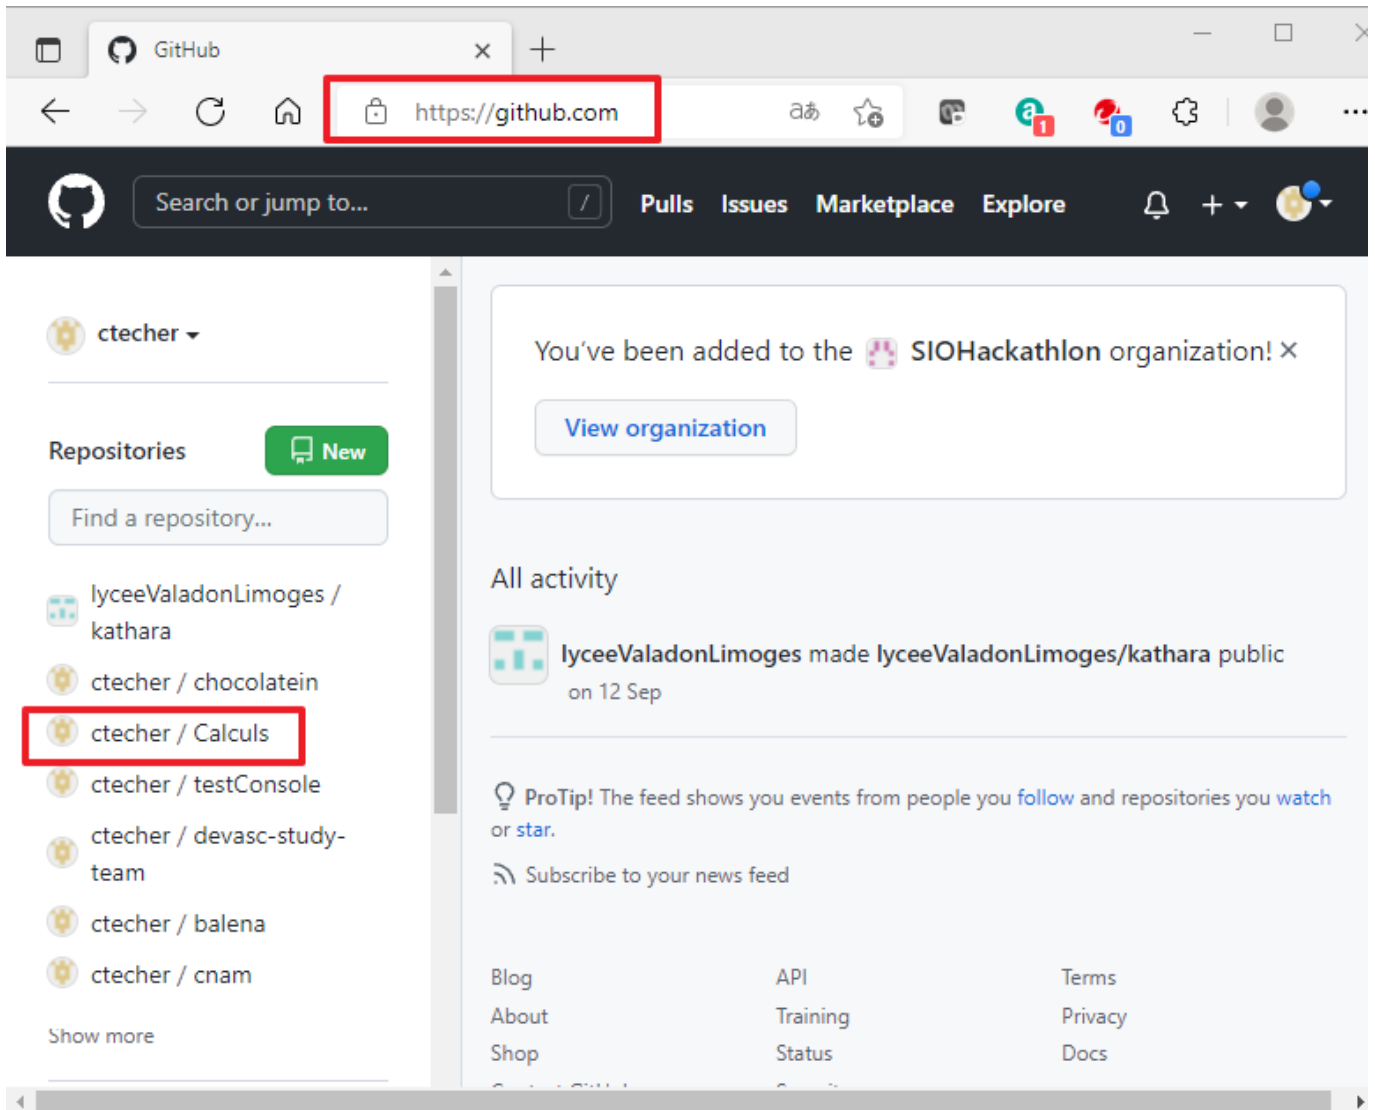 GitHub
https://github.com
aあ
a
1
0
Search or jump to...
/
Pulls
Issues
Marketplace
Explore
ctecher
You've been added to the SIOHackathlon organization!
View organization
Repositories
New
Find a repository...
lyceeValadonLimoges /
kathara
ctecher / chocolatein
ctecher / Calculs
ctecher / testConsole
ctecher / devasc-study-
team
ctecher / balena
ctecher / cnam
Show more
All activity
lyceeValadonLimoges made lyceeValadonLimoges/kathara public
on 12 Sep
ProTip! The feed shows you events from people you follow and repositories you watch
or star.
Subscribe to your news feed
Blog
API
Terms
About
Training
Privacy
Shop
Status
Docs